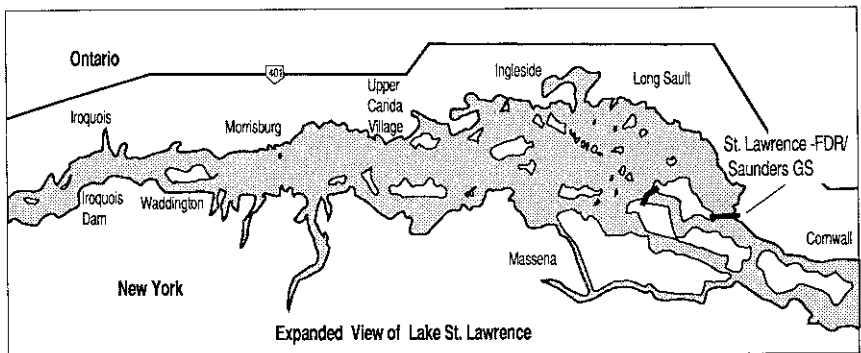 Ontario
401
Ingleside
Long Sault
Upper
Canda
Village
Iroquois
Morrisburg
St. Lawrence -FDR/
Saunders GS
Iroquois
Dam
Waddington
Cornwall
Massena
New York
Expanded View of Lake St. Lawrence